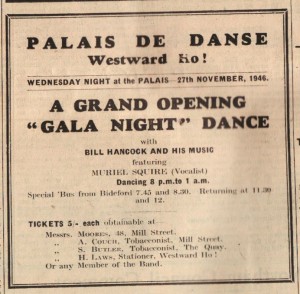 PALAIS DE DANSE
Westward Ho!
WEDNESDAY NIGHT at the PALAIS 27th NOVEMBER, 1946.
A GRAND OPENING
"GALA NIGHT" DANCE
with
BILL HANCOCK AND HIS MUSIC
featuring
MURIEL SQUIRE (Vocalist)
Dancing 8 p.m.to 1 a.m.
Special 'Bus from Bideford 7.45 and 8.30. Returning at 11.30
and 12.
TICKETS 5/- each obtainable at—
Messrs. MOORES, 48, Mill Street.
„ A. COUCH, Tobacconist, Mill Street.
„ S. BUTLER, Tobacconist, The Quay.
„ H. LAWS, Stationer, Westward Ho!
Or any Member of the Band.